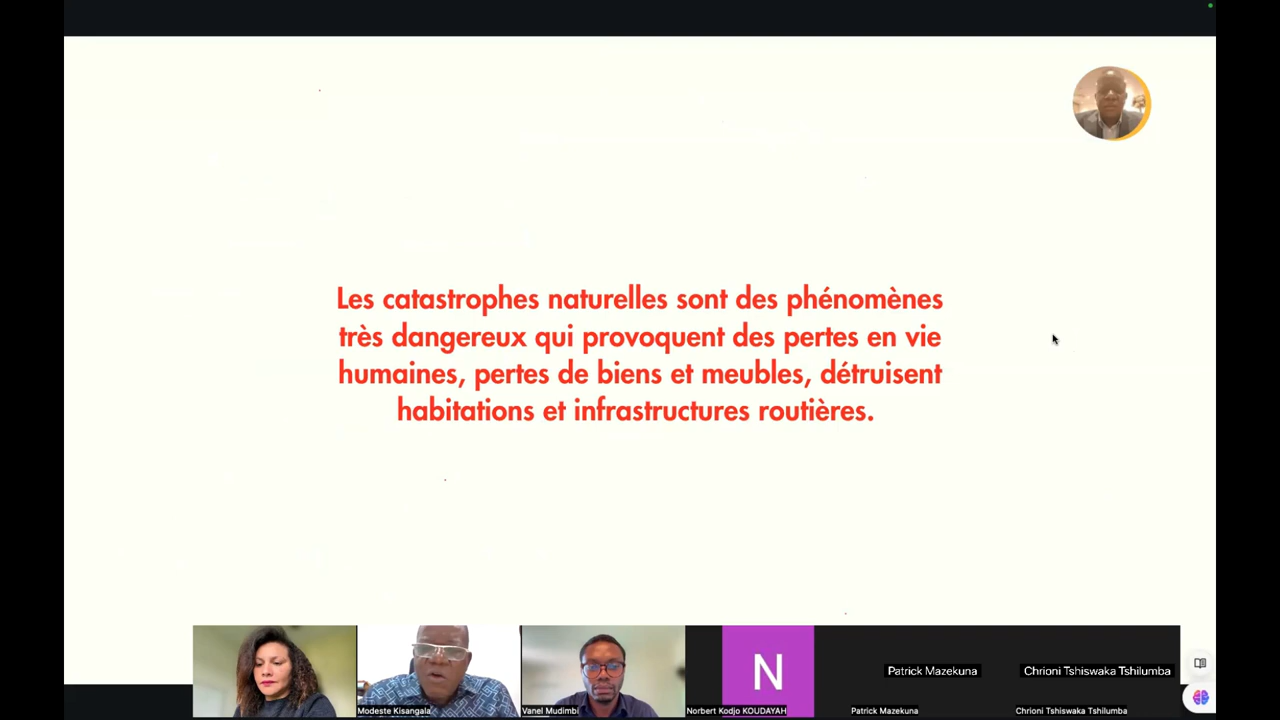 Les catastrophes naturelles sont des phénomènes
très dangereux qui provoquent des pertes en vie
humaines, pertes de biens et meubles, détruisent
habitations et infrastructures routières.
N
Patrick Mazekuna
Chrioni Tshiswaka Tshilumba
Modeste Kisangala
Vanel Mudimbi
Norbert Kodjo KOUDAYAH
Patrick Mazekuna
Chrioni Tshiswaka Tshilumba